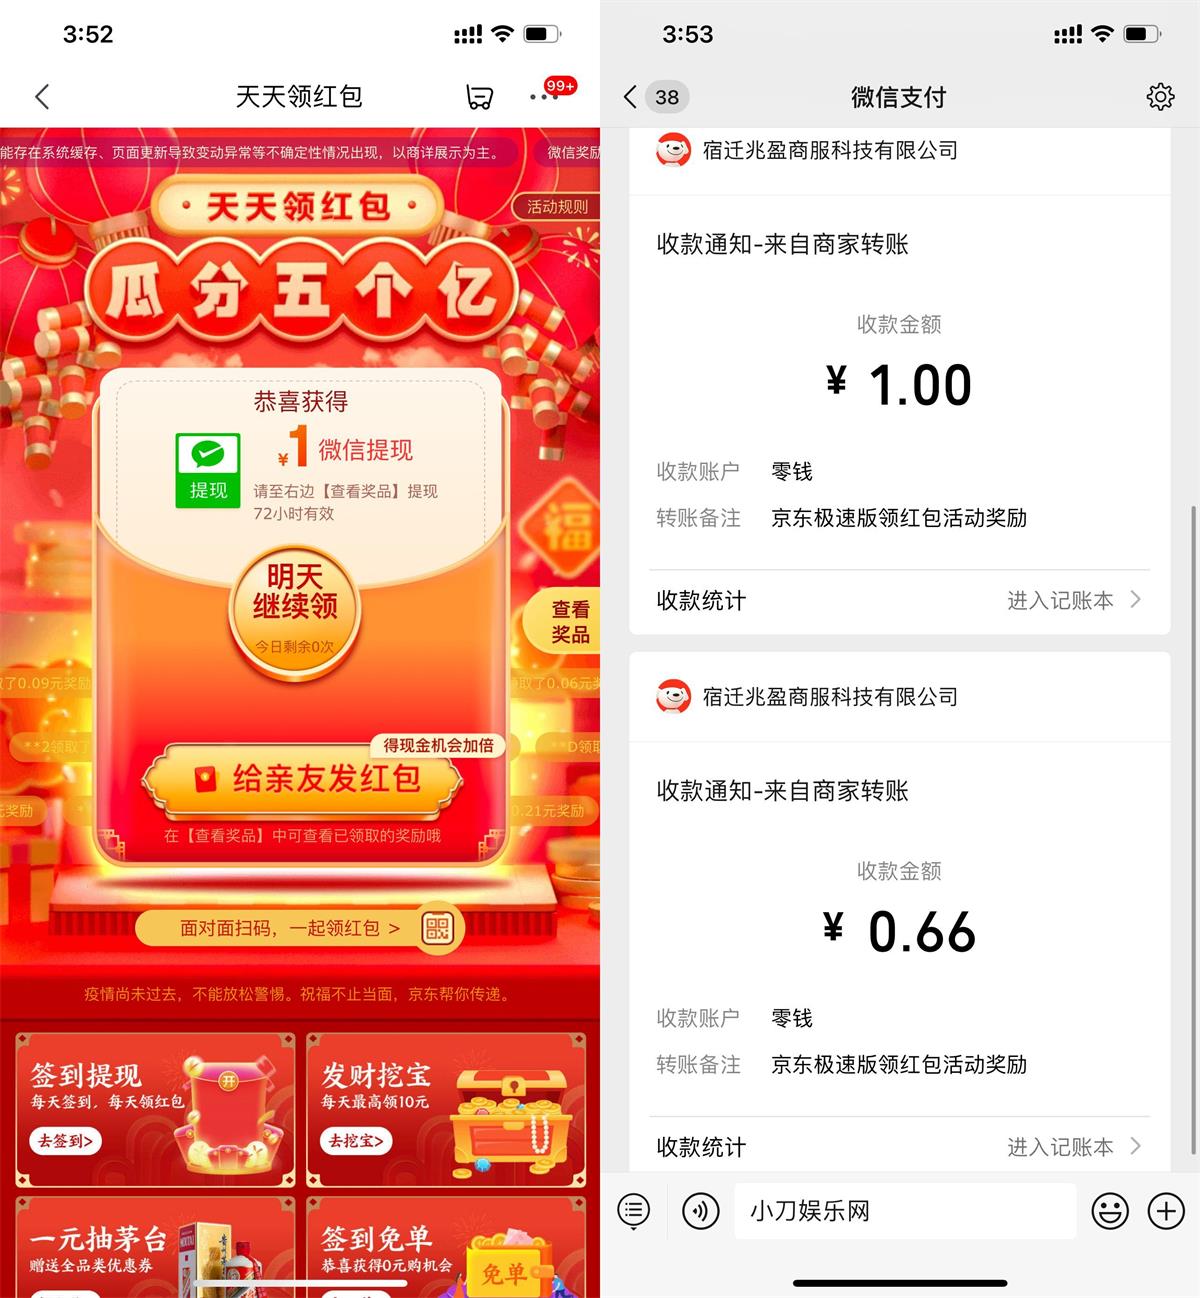 3:52
天天领红包
99+
能存在系统缓存、页面更新导致变动异常等不确定性情况出现，以商详展示为主。
微信奖励
天天领红包
活动规则
瓜分五个亿
恭喜获得
¥1微信提现
提现
请至右边【查看奖品】提现
72小时有效
福
明天
继续领
今日剩余0次
查看
奖品
取了0.09元奖励
领取了0.06元奖
**2领取了
得现金机会加倍
**D领取
给亲友发红包
元奖励
0.21元奖励
在【查看奖品】中可查看已领取的奖励哦
面对面扫码，一起领红包 >
疫情尚未过去，不能放松警惕。祝福不止当面，京东帮你传递。
签到提现
每天签到，每天领红包
去签到>
开
发财挖宝
每天最高领10元
去挖宝>
一元抽茅台
赠送全品类优惠券
签到免单
恭喜获得0元购机会
免单
3:53
38
微信支付
宿迁兆盈商服科技有限公司
收款通知-来自商家转账
收款金额
¥ 1.00
收款账户 零钱
转账备注 京东极速版领红包活动奖励
收款统计 进入记账本
宿迁兆盈商服科技有限公司
收款通知-来自商家转账
收款金额
¥ 0.66
收款账户 零钱
转账备注 京东极速版领红包活动奖励
收款统计 进入记账本
小刀娱乐网